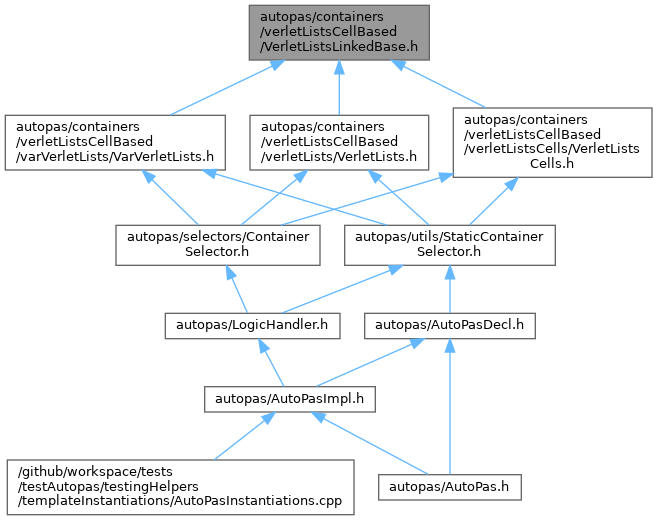 autopas/containers
/verletListsCellBased
/VerletListsLinkedBase.h
autopas/containers
/verletListsCellBased
/varVerletLists/VarVerletLists.h
autopas/containers
/verletListsCellBased
/verletLists/VerletLists.h
autopas/containers
/verletListsCellBased
/verletListsCells/VerletLists
Cells.h
autopas/selectors/Container
Selector.h
autopas/utils/StaticContainer
Selector.h
autopas/LogicHandler.h
autopas/AutoPasDecl.h
autopas/AutoPasImpl.h
/github/workspace/tests
/testAutopas/testingHelpers
/templateInstantiations/AutoPasInstantiations.cpp
autopas/AutoPas.h